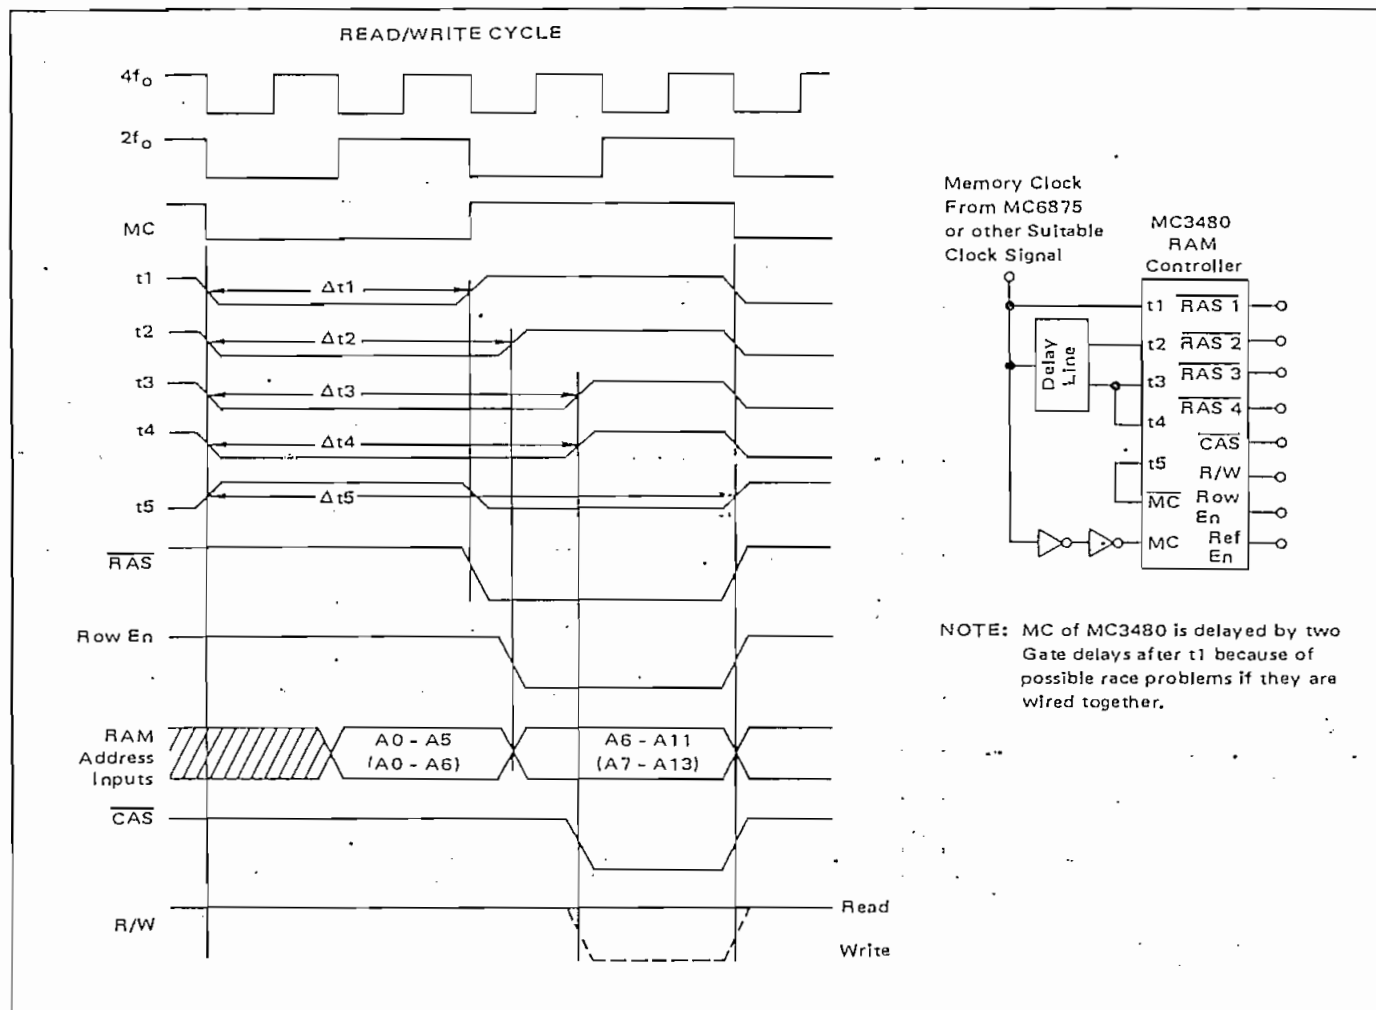 READ/WRITE CYCLE
4fo
2fo
MC
t1
Δt1
t2
Δt2
t3
Δt3
t4
Δt4
t5
Δt5
RAS
Row En
RAM
Address
Inputs
A0 - A5
(A0 - A6)
A6 - A11
(A7 - A13)
CAS
R/W
Read
Write
Memory Clock
From MC6875
or other Suitable
Clock Signal
MC3480
RAM
Controller
Delay
Line
t1 RAS 1
t2 RAS 2
t3 RAS 3
t4 RAS 4
CAS
t5 R/W
MC Row
En
MC Ref
En
NOTE: MC of MC3480 is delayed by two
Gate delays after t1 because of
possible race problems if they are
wired together.